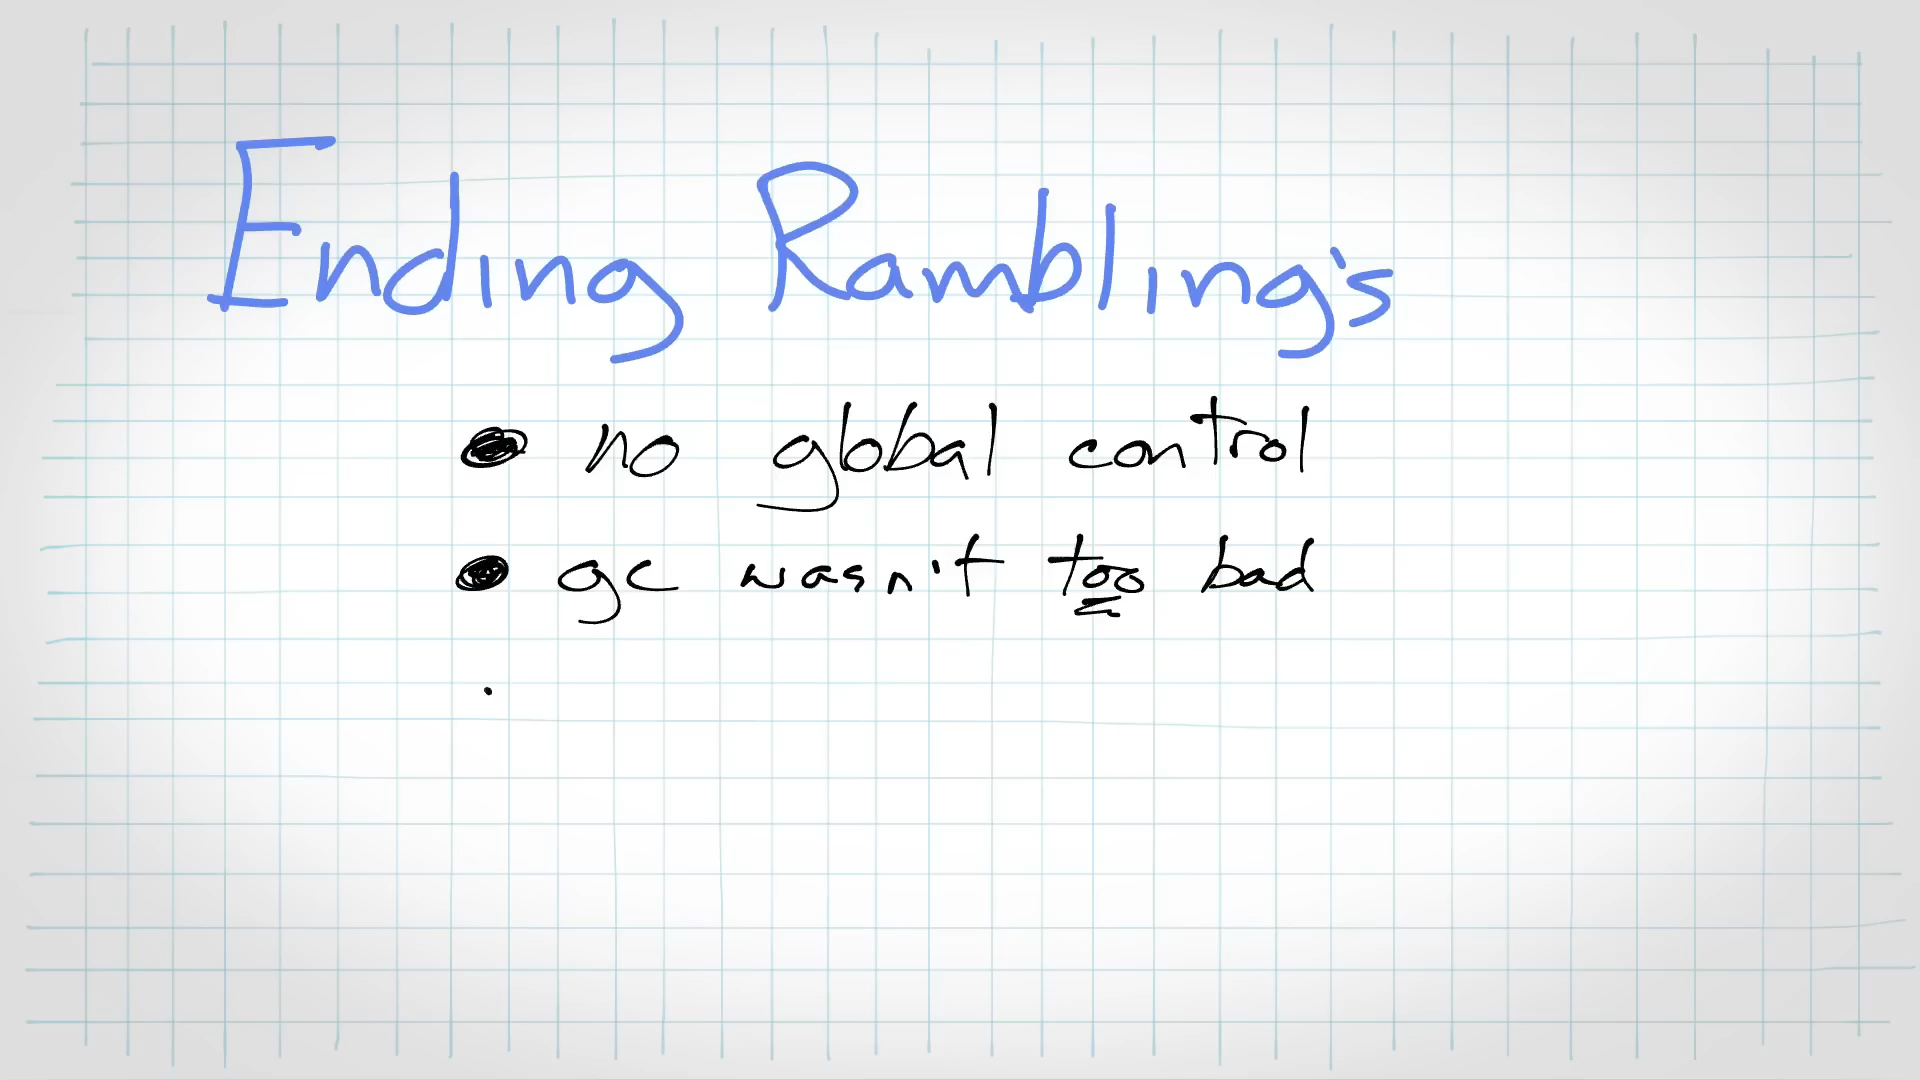 Ending Rambling's
• no global control
• gc wasn't too bad